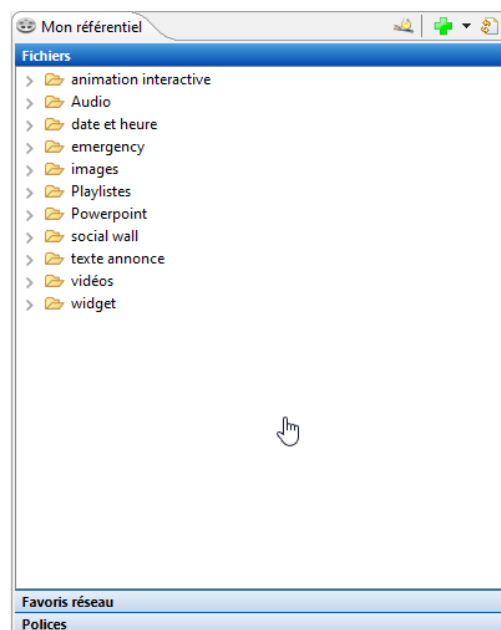 Mon référentiel
Fichiers
animation interactive
Audio
date et heure
emergency
images
Playlistes
Powerpoint
social wall
texte annonce
vidéos
widget
Favoris réseau
Polices